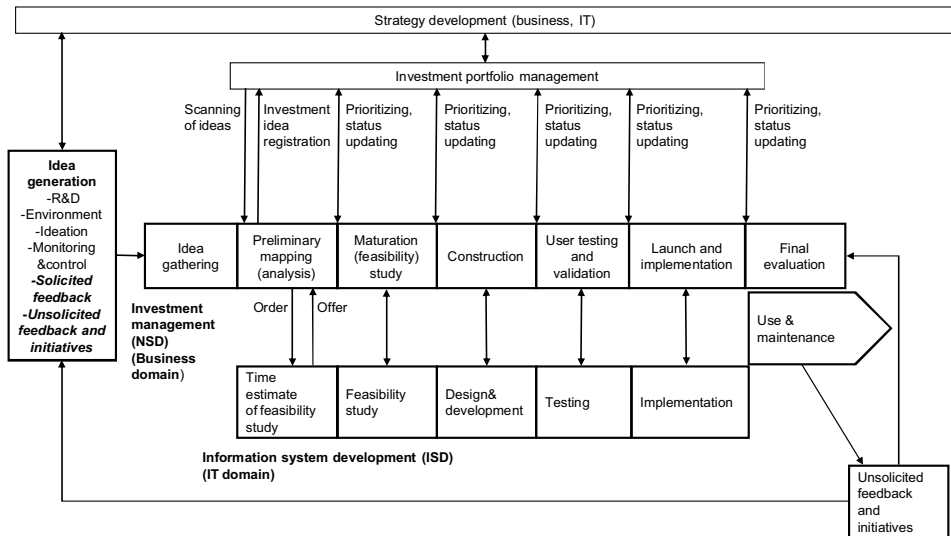 Strategy development (business, IT)
Investment portfolio management
Scanning
of ideas
Investment
idea
registration
Prioritizing,
status
updating
Prioritizing,
status
updating
Prioritizing,
status
updating
Prioritizing,
status
updating
Prioritizing,
status
updating
Idea
generation
-R&D
-Environment
-Ideation
-Monitoring
&control
-Solicited
feedback
-Unsolicited
feedback and
initiatives
Idea
gathering
Preliminary
mapping
(analysis)
Maturation
(feasibility)
study
Construction
User testing
and
validation
Launch and
implementation
Final
evaluation
Investment
management
(NSD)
(Business
domain)
Order
Offer
Use &
maintenance
Time
estimate
of feasibility
study
Feasibility
study
Design&
development
Testing
Implementation
Information system development (ISD)
(IT domain)
Unsolicited
feedback
and
initiatives